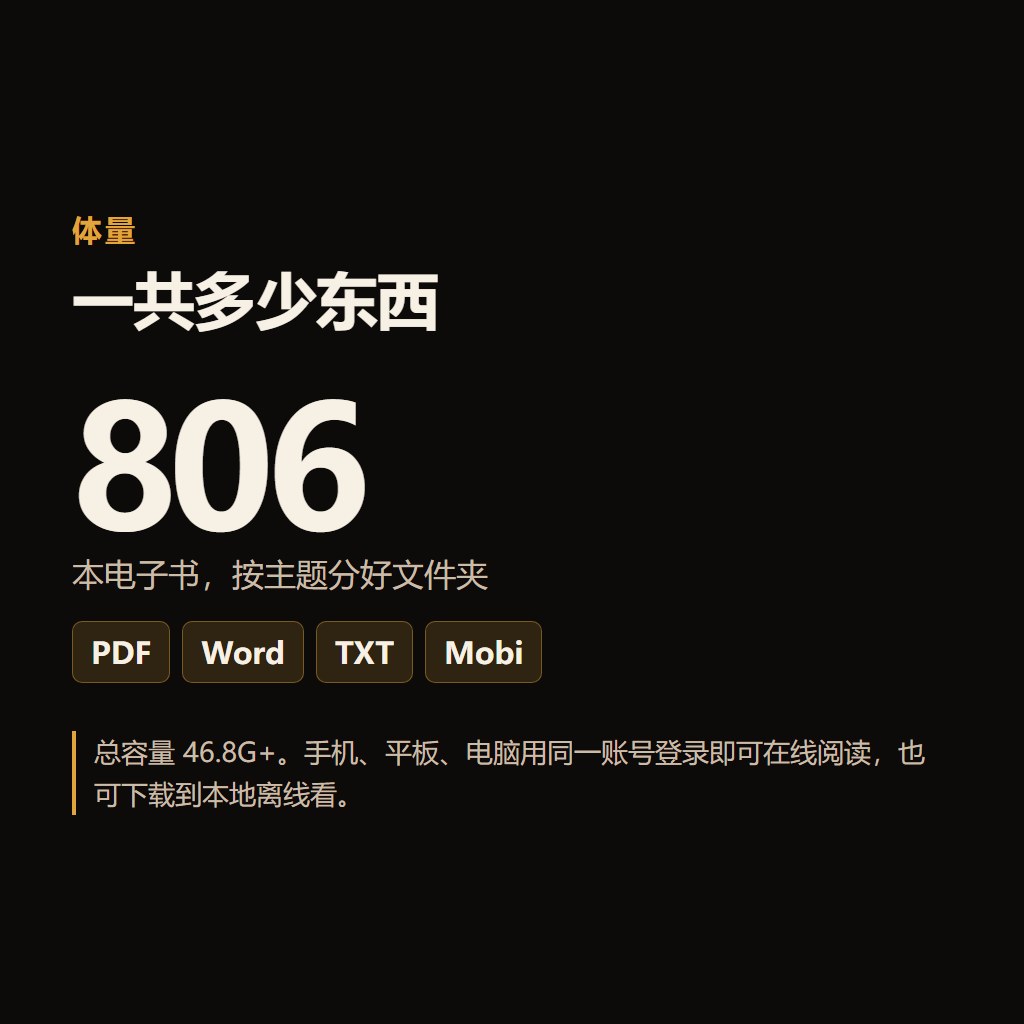 体量
一共多少东西
806
本电子书，按主题分好文件夹
PDF Word TXT Mobi
总容量 46.8G+。手机、平板、电脑用同一账号登录即可在线阅读，也
可下载到本地离线看。